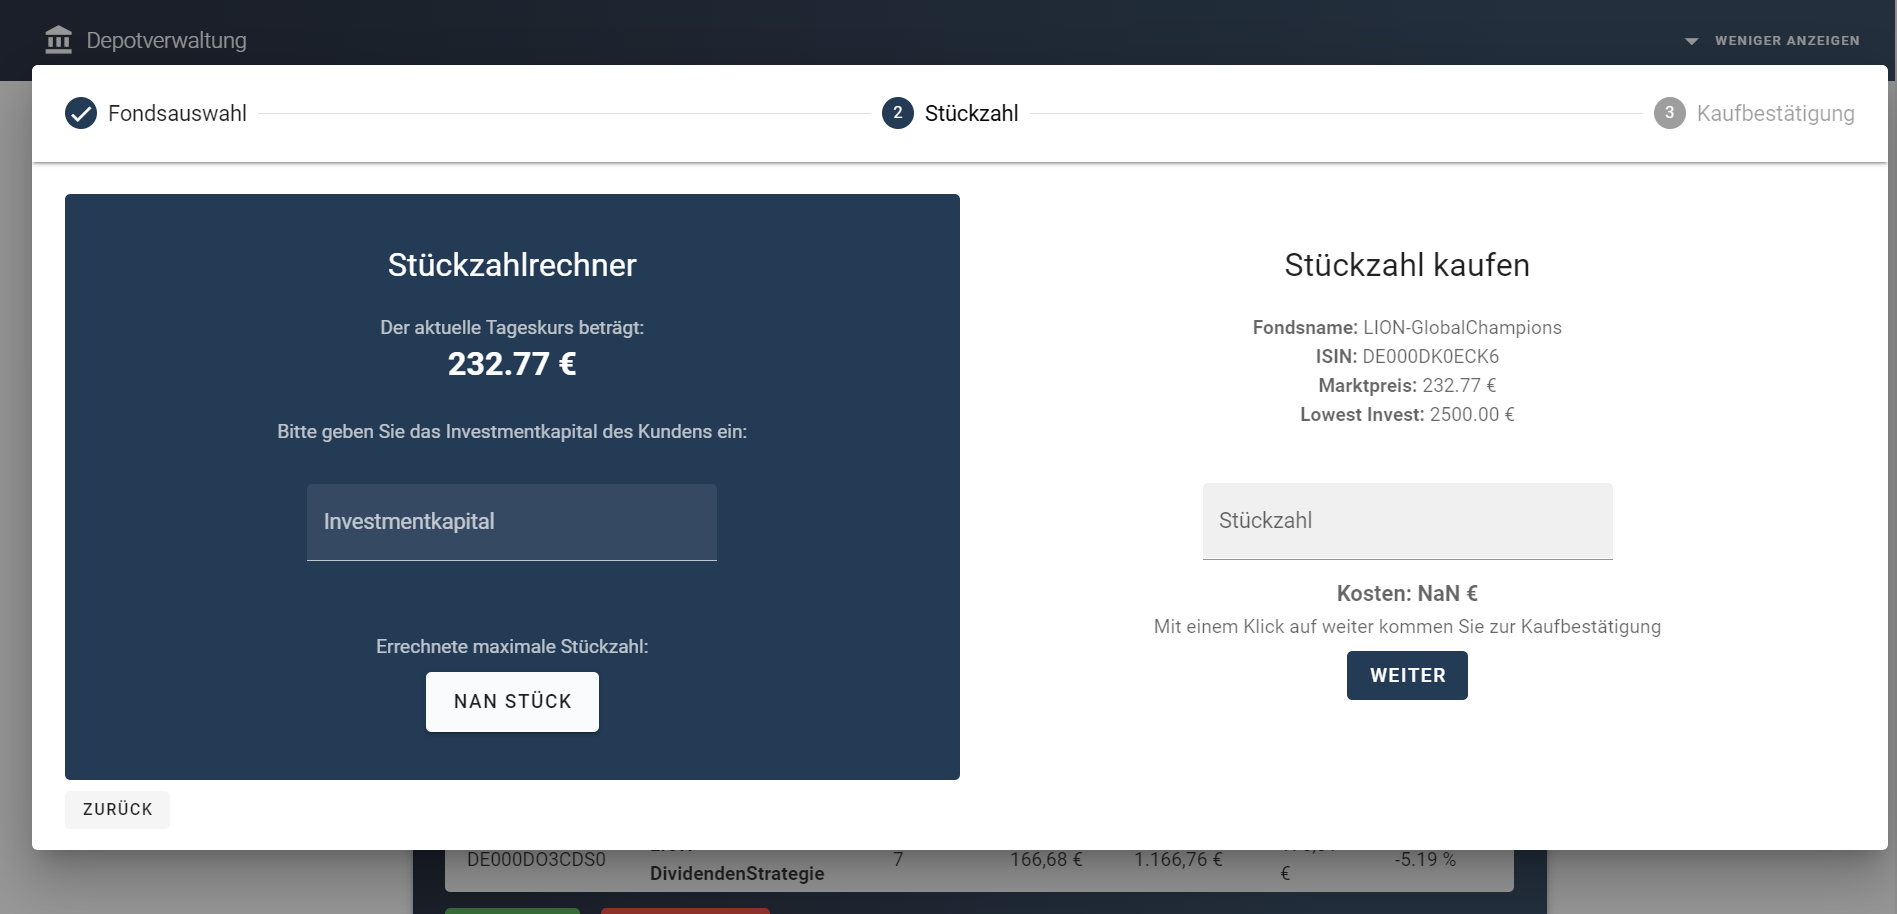 Depotverwaltung
WENIGER ANZEIGEN
Fondsauswahl
2 Stückzahl
3 Kaufbestätigung
Stückzahlrechner
Der aktuelle Tageskurs beträgt:
232.77 €
Bitte geben Sie das Investmentkapital des Kundens ein:
Investmentkapital
Errechnete maximale Stückzahl:
NAN STÜCK
Stückzahl kaufen
Fondsname: LION-GlobalChampions
ISIN: DE000DK0ECK6
Marktpreis: 232.77 €
Lowest Invest: 2500.00 €
Stückzahl
Kosten: NaN €
Mit einem Klick auf weiter kommen Sie zur Kaufbestätigung
WEITER
ZURÜCK
DE000DO3CDS0 7 166,68 € 1.166,76 € -5.19 %
DividendenStrategie €